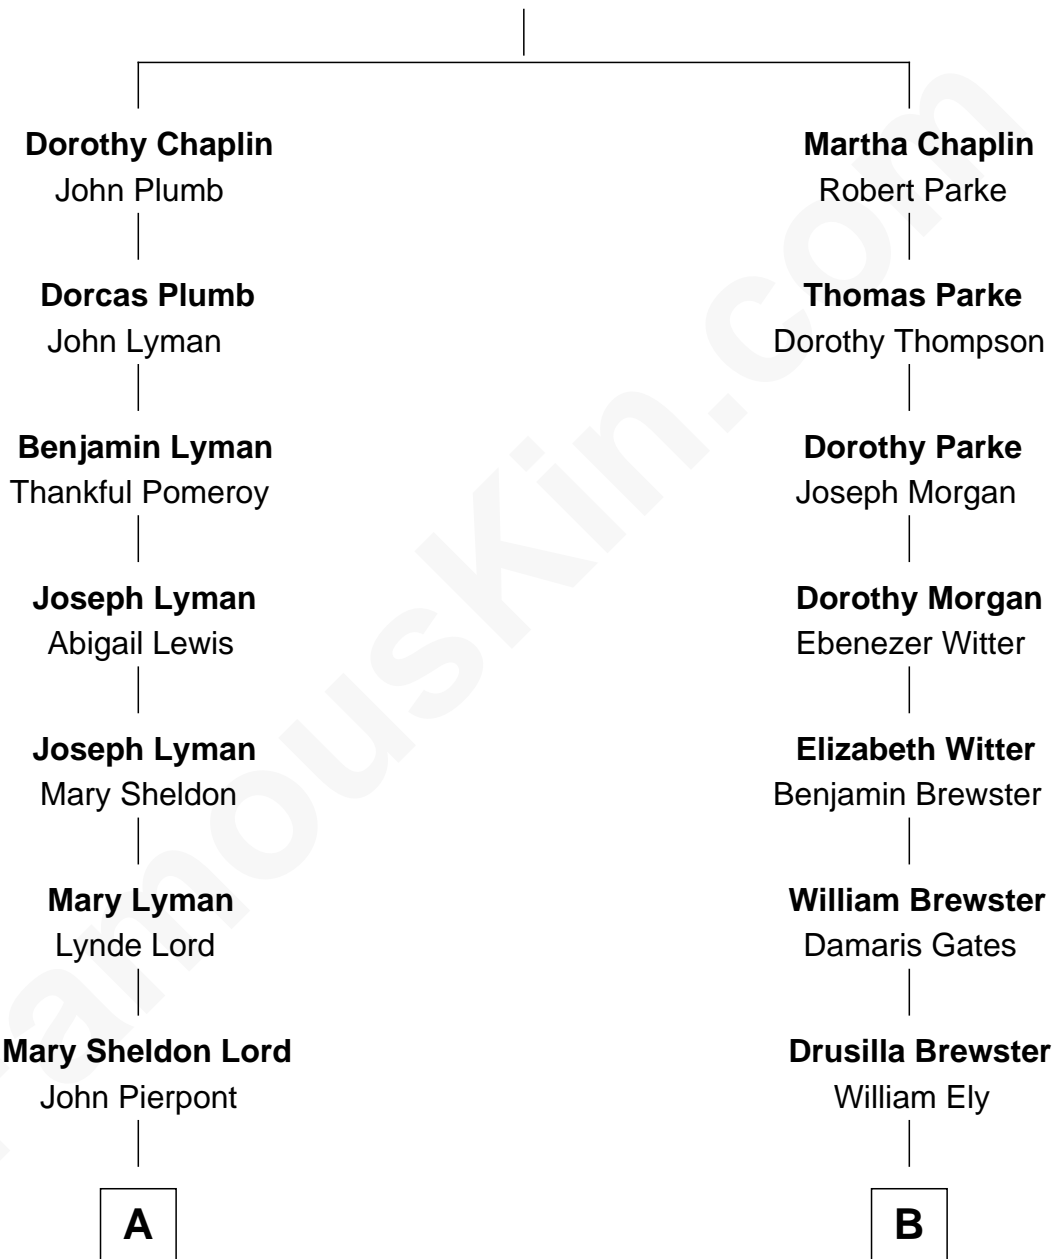 Dorothy Chaplin
John Plumb
Martha Chaplin
Robert Parke
Dorcas Plumb
John Lyman
Thomas Parke
Dorothy Thompson
Benjamin Lyman
Thankful Pomeroy
Dorothy Parke
Joseph Morgan
Joseph Lyman
Abigail Lewis
Dorothy Morgan
Ebenezer Witter
Joseph Lyman
Mary Sheldon
Elizabeth Witter
Benjamin Brewster
Mary Lyman
Lynde Lord
William Brewster
Damaris Gates
Mary Sheldon Lord
John Pierpont
Drusilla Brewster
William Ely
A
B
FamousKin.com